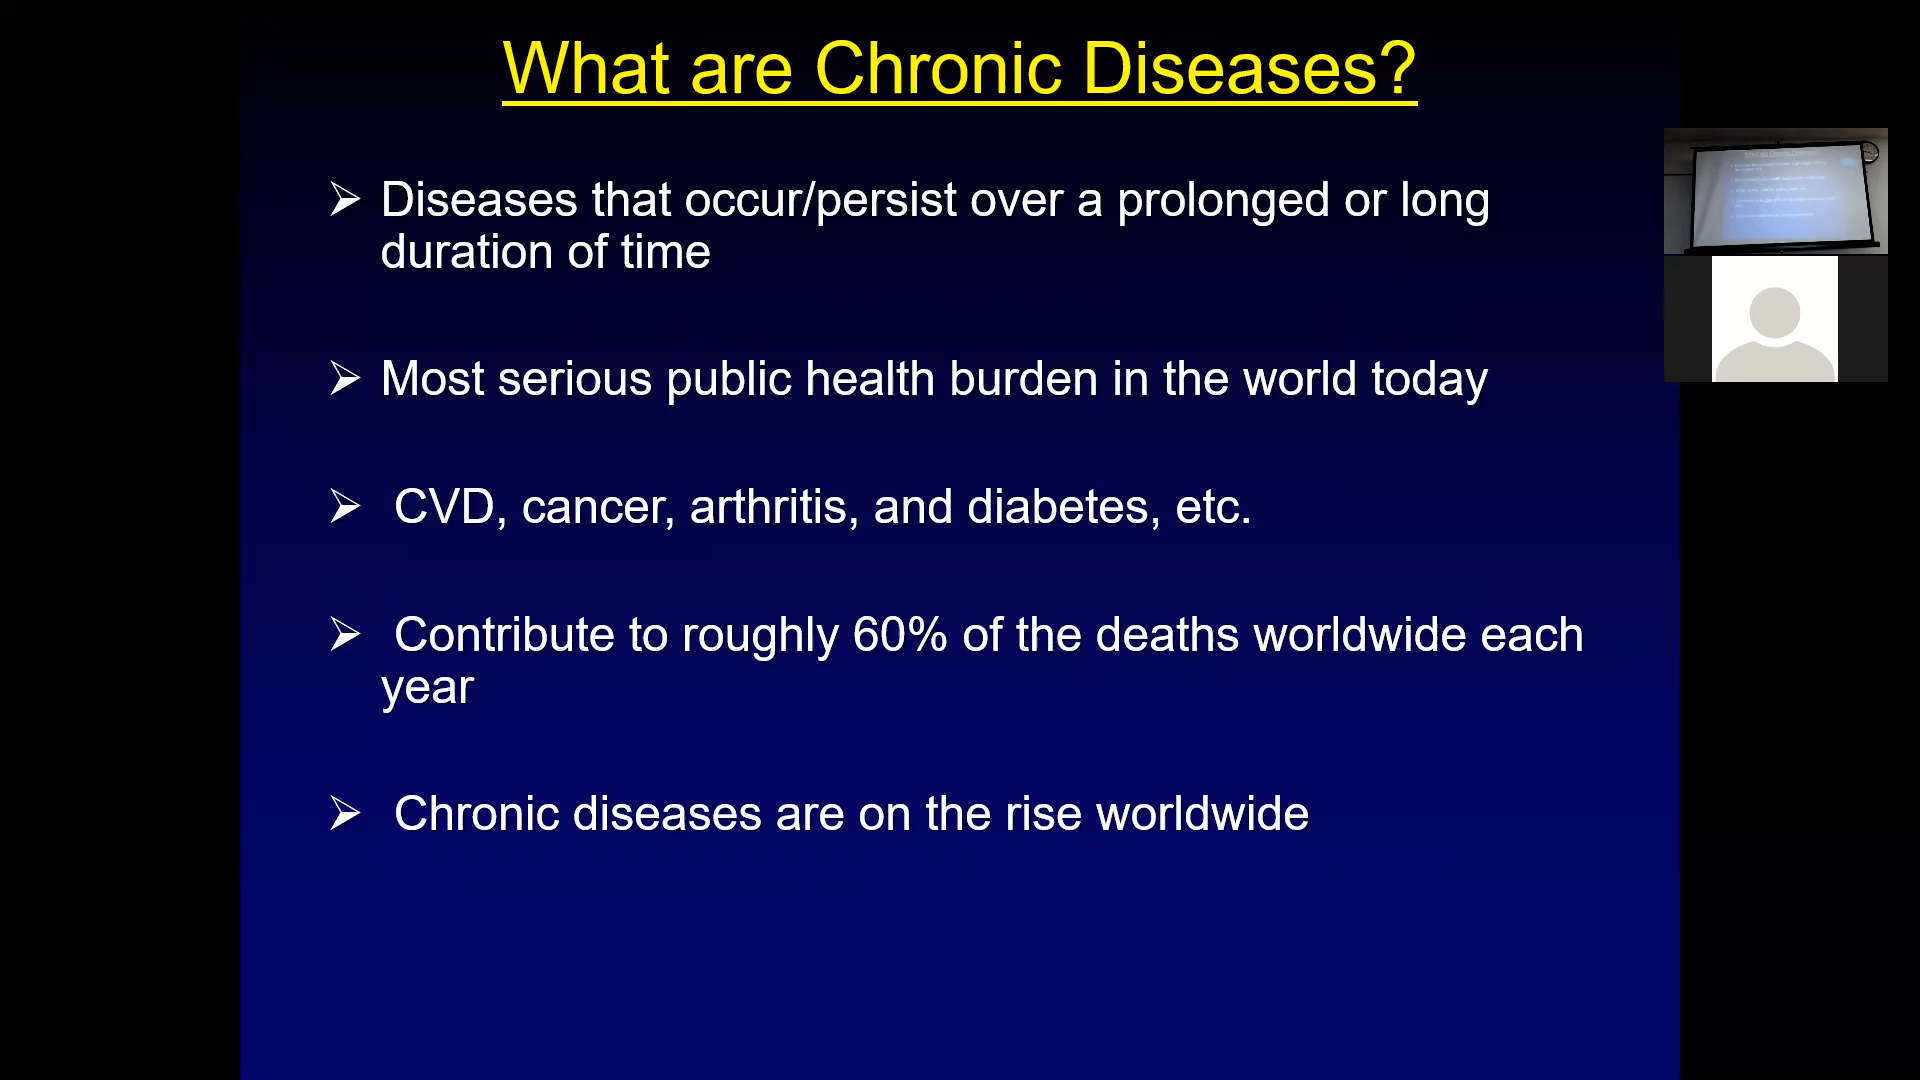 What are Chronic Diseases?
➢ Diseases that occur/persist over a prolonged or long
duration of time
➢ Most serious public health burden in the world today
➢ CVD, cancer, arthritis, and diabetes, etc.
➢ Contribute to roughly 60% of the deaths worldwide each
year
➢ Chronic diseases are on the rise worldwide